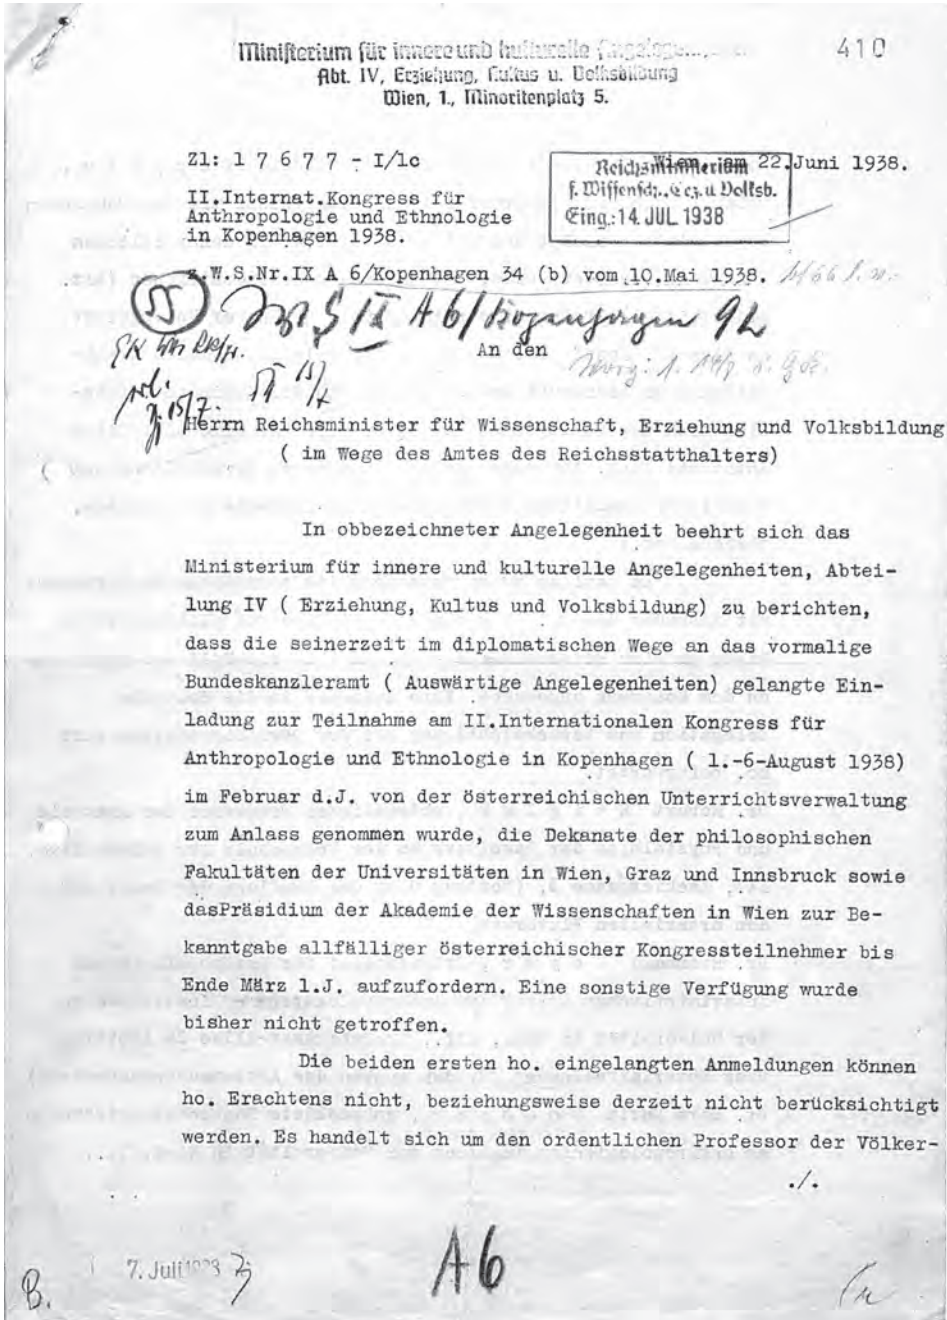 410
Ministerium für innere und kulturelle
Abt. IV, Erziehung, Kultus u. Volksbildung
Wien, 1., Minoritenplatz 5.
Zl: 1 7 6 7 7 - I/1c
Wien, am 22. Juni 1938.
Reichsministerium
f. Wissensch., Erz. u. Volksb.
Eing.: 14. JUL. 1938
II.Internat.Kongress für
Anthropologie und Ethnologie
in Kopenhagen 1938.
z.W.S.Nr.IX A 6/Kopenhagen 34 (b) vom 10.Mai 1938.
A6/Kopenhagen 92
An den
15/7
Herrn Reichsminister für Wissenschaft, Erziehung und Volksbildung
( im Wege des Amtes des Reichsstatthalters)
In obbezeichneter Angelegenheit beehrt sich das
Ministerium für innere und kulturelle Angelegenheiten, Abtei-
lung IV ( Erziehung, Kultus und Volksbildung) zu berichten,
dass die seinerzeit im diplomatischen Wege an das vormalige
Bundeskanzleramt ( Auswärtige Angelegenheiten) gelangte Ein-
ladung zur Teilnahme am II.Internationalen Kongress für
Anthropologie und Ethnologie in Kopenhagen ( 1.-6-August 1938)
im Februar d.J. von der österreichischen Unterrichtsverwaltung
zum Anlass genommen wurde, die Dekanate der philosophischen
Fakultäten der Universitäten in Wien, Graz und Innsbruck sowie
dasPräsidium der Akademie der Wissenschaften in Wien zur Be-
kanntgabe allfälliger österreichischer Kongressteilnehmer bis
Ende März l.J. aufzufordern. Eine sonstige Verfügung wurde
bisher nicht getroffen.
Die beiden ersten ho. eingelangten Anmeldungen können
ho. Erachtens nicht, beziehungsweise derzeit nicht berücksichtigt
werden. Es handelt sich um den ordentlichen Professor der Völker-
./.
7. Juli 1938
A6
B.